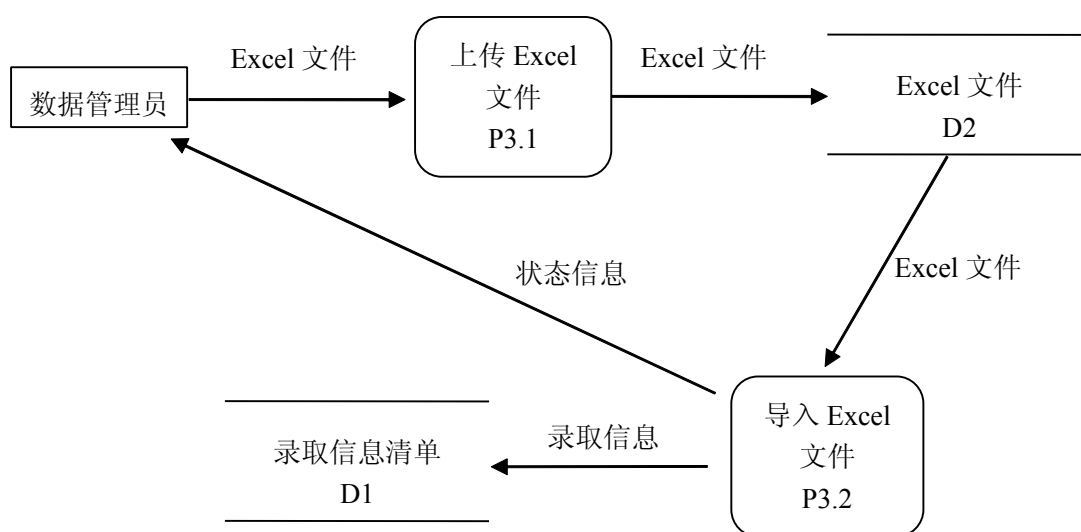 Excel 文件
上传 Excel
文件
P3.1
Excel 文件
数据管理员
Excel 文件
D2
状态信息
Excel 文件
录取信息清单
D1
录取信息
导入 Excel
文件
P3.2